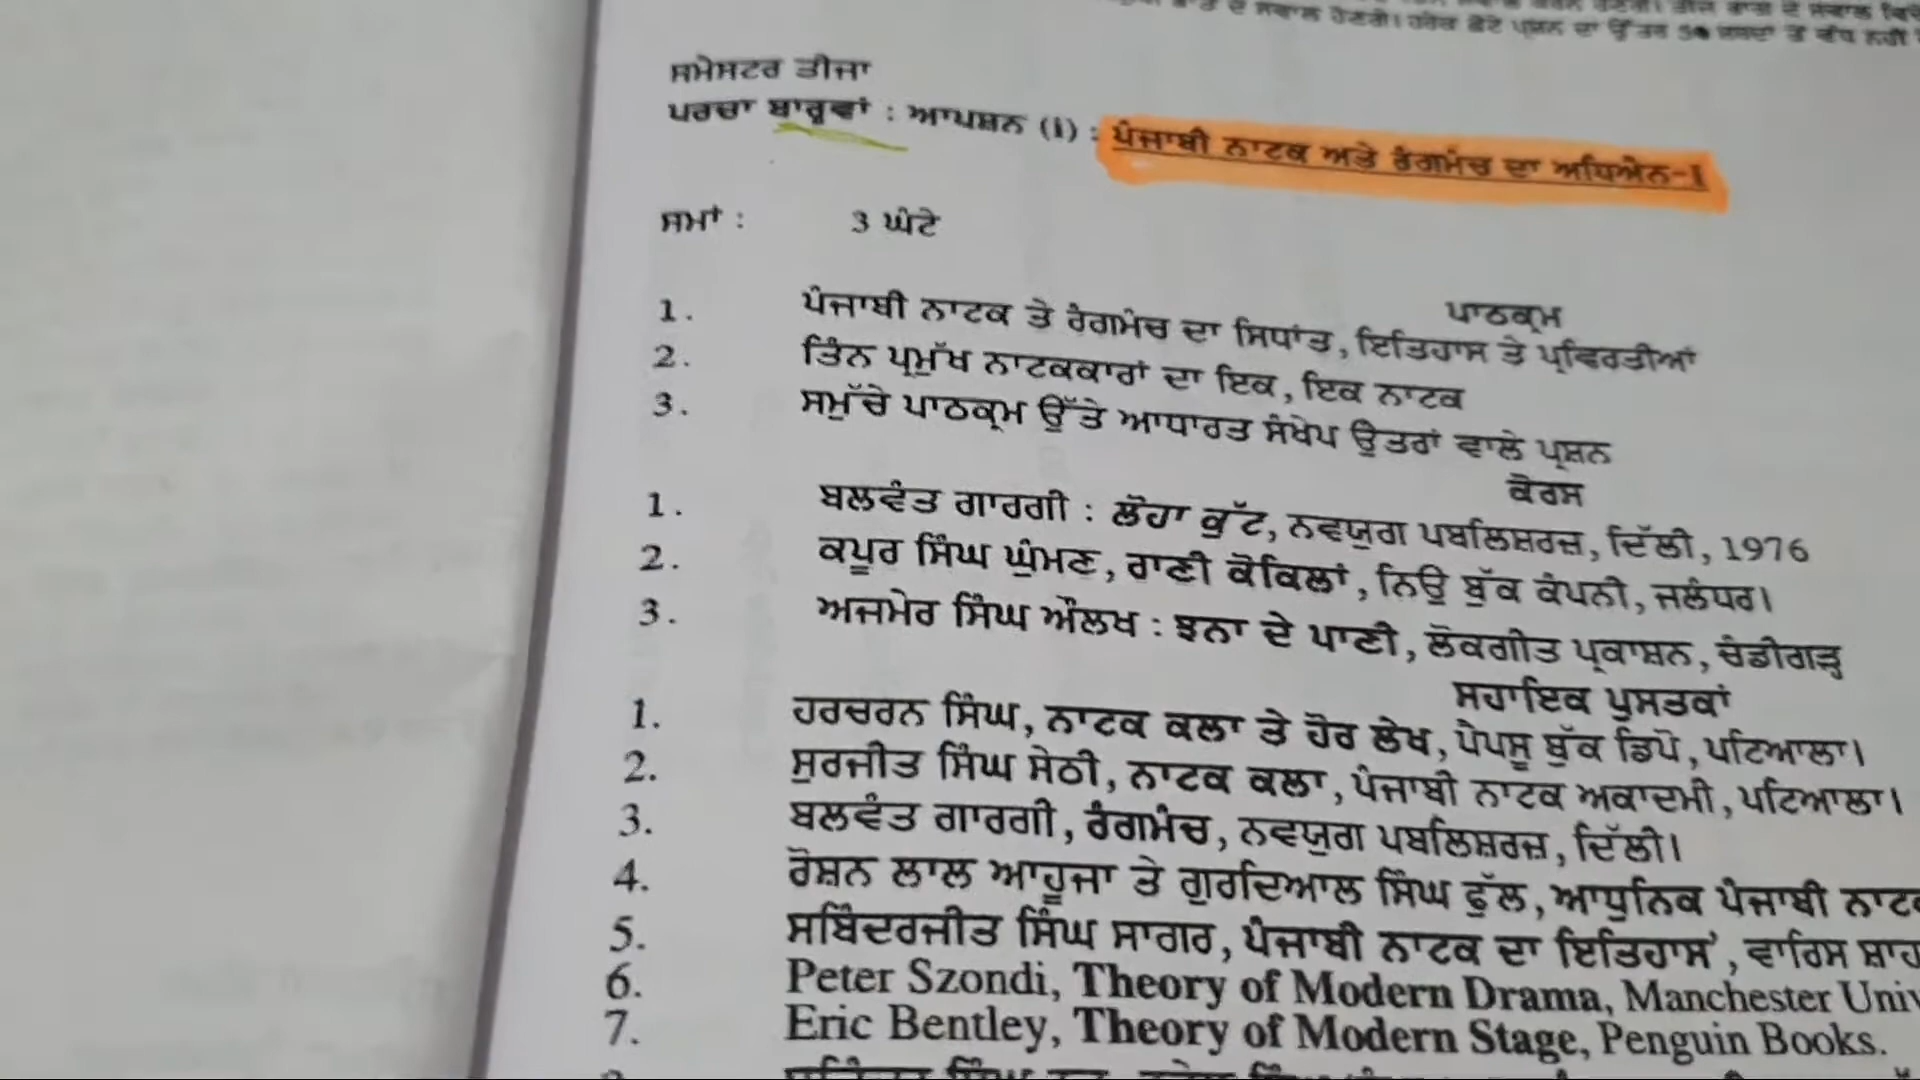 ਸਮੇਸਟਰ ਤੀਜਾ
ਪਰਚਾ ਬਾਰ੍ਹਵਾਂ : ਆਪਸ਼ਨ (i) : ਪੰਜਾਬੀ ਨਾਟਕ ਅਤੇ ਰੰਗਮੰਚ ਦਾ ਅਧਿਐਨ-I
ਸਮਾਂ : 3 ਘੰਟੇ
ਪਾਠਕ੍ਰਮ
1. ਪੰਜਾਬੀ ਨਾਟਕ ਤੇ ਰੰਗਮੰਚ ਦਾ ਸਿਧਾਂਤ, ਇਤਿਹਾਸ ਤੇ ਪ੍ਰਵਿਰਤੀਆਂ
2. ਤਿੰਨ ਪ੍ਰਮੁੱਖ ਨਾਟਕਕਾਰਾਂ ਦਾ ਇਕ, ਇਕ ਨਾਟਕ
3. ਸਮੁੱਚੇ ਪਾਠਕ੍ਰਮ ਉੱਤੇ ਆਧਾਰਤ ਸੰਖੇਪ ਉਤਰਾਂ ਵਾਲੇ ਪ੍ਰਸ਼ਨ
ਕੋਰਸ
1. ਬਲਵੰਤ ਗਾਰਗੀ : ਲੋਹਾ ਕੁੱਟ, ਨਵਯੁਗ ਪਬਲਿਸ਼ਰਜ਼, ਦਿੱਲੀ, 1976
2. ਕਪੂਰ ਸਿੰਘ ਘੁੰਮਣ, ਰਾਣੀ ਕੋਕਿਲਾਂ, ਨਿਉ ਬੁੱਕ ਕੰਪਨੀ, ਜਲੰਧਰ।
3. ਅਜਮੇਰ ਸਿੰਘ ਔਲਖ : ਝਨਾ ਦੇ ਪਾਣੀ, ਲੋਕਗੀਤ ਪ੍ਰਕਾਸ਼ਨ, ਚੰਡੀਗੜ੍ਹ
ਸਹਾਇਕ ਪੁਸਤਕਾਂ
1. ਹਰਚਰਨ ਸਿੰਘ, ਨਾਟਕ ਕਲਾ ਤੇ ਹੋਰ ਲੇਖ, ਪੈਪਸੂ ਬੁੱਕ ਡਿਪੋ, ਪਟਿਆਲਾ।
2. ਸੁਰਜੀਤ ਸਿੰਘ ਸੇਠੀ, ਨਾਟਕ ਕਲਾ, ਪੰਜਾਬੀ ਨਾਟਕ ਅਕਾਦਮੀ, ਪਟਿਆਲਾ।
3. ਬਲਵੰਤ ਗਾਰਗੀ, ਰੰਗਮੰਚ, ਨਵਯੁਗ ਪਬਲਿਸ਼ਰਜ਼, ਦਿੱਲੀ।
4. ਰੋਸ਼ਨ ਲਾਲ ਆਹੂਜਾ ਤੇ ਗੁਰਦਿਆਲ ਸਿੰਘ ਫੁੱਲ, ਆਧੁਨਿਕ ਪੰਜਾਬੀ ਨਾਟਕ
5. ਸਬਿੰਦਰਜੀਤ ਸਿੰਘ ਸਾਗਰ, ਪੰਜਾਬੀ ਨਾਟਕ ਦਾ ਇਤਿਹਾਸ', ਵਾਰਿਸ ਸ਼ਾਹ
6. Peter Szondi, Theory of Modern Drama, Manchester Univ
7. Eric Bentley, Theory of Modern Stage, Penguin Books.